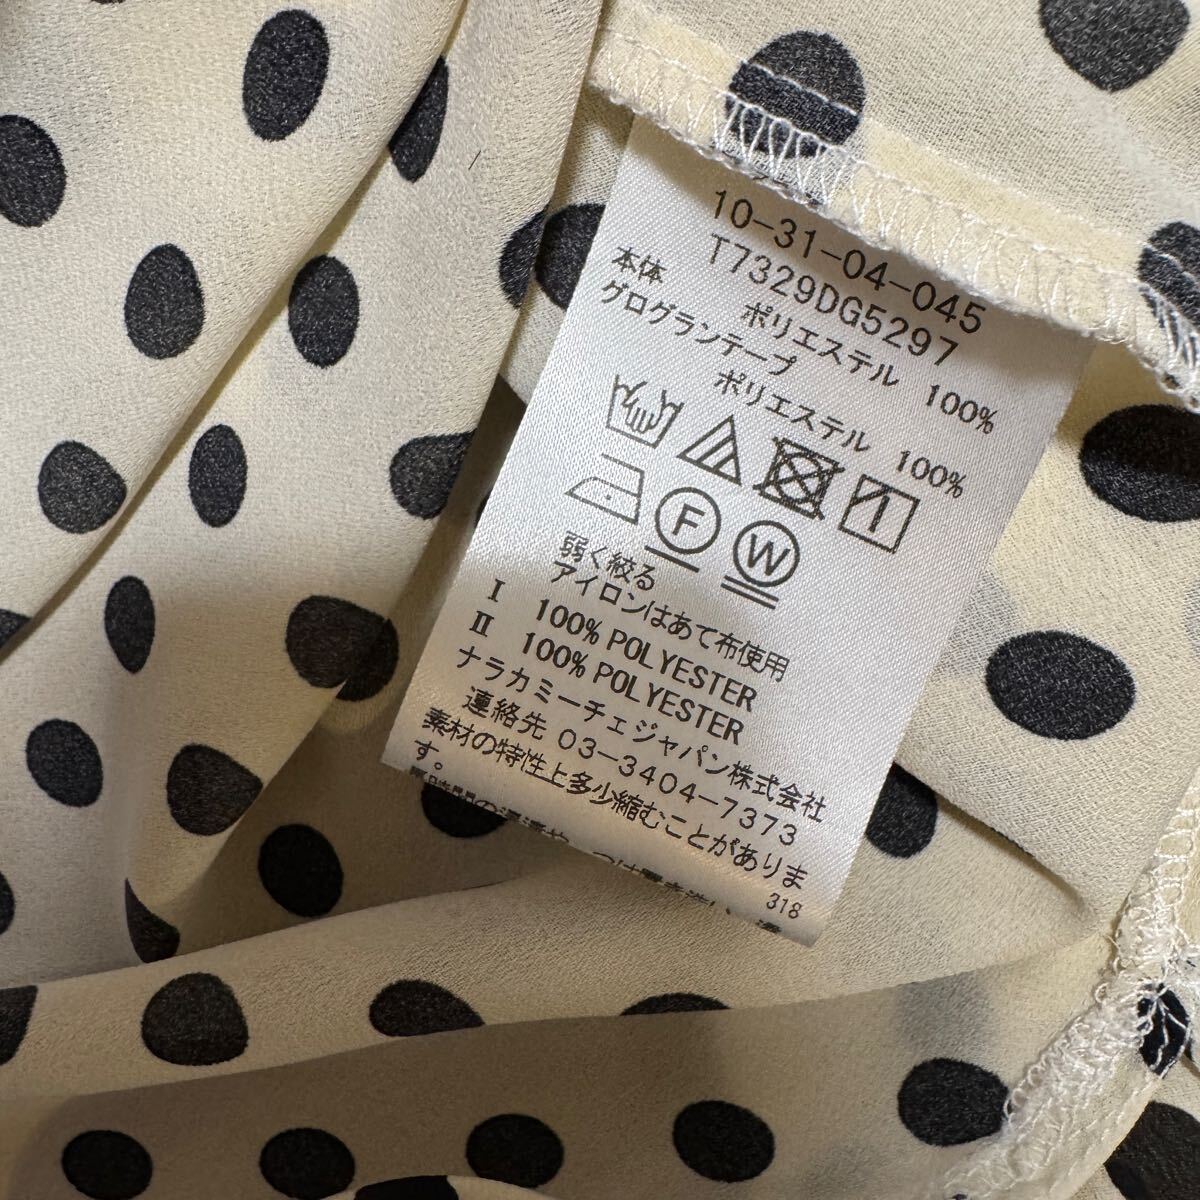 10-31-04-045
T7329DG5297
本体 ポリエステル 100%
グログランテープ
ポリエステル 100%
F W
弱く絞る
アイロンはあて布使用
I 100% POLYESTER
II 100% POLYESTER
ナラカミーチェジャパン株式会社
連絡先 03-3404-7373
素材の特性上多少縮むことがありま
す。
318